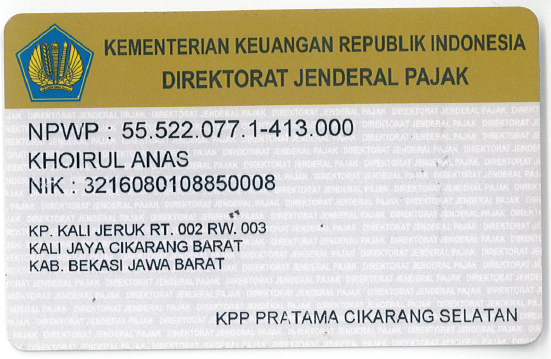 KEMENTERIAN KEUANGAN REPUBLIK INDONESIA
DIREKTORAT JENDERAL PAJAK
NPWP : 55.522.077.1-413.000
KHOIRUL ANAS
NIK : 3216080108850008
KP. KALI JERUK RT. 002 RW. 003
KALI JAYA CIKARANG BARAT
KAB. BEKASI JAWA BARAT
KPP PRATAMA CIKARANG SELATAN